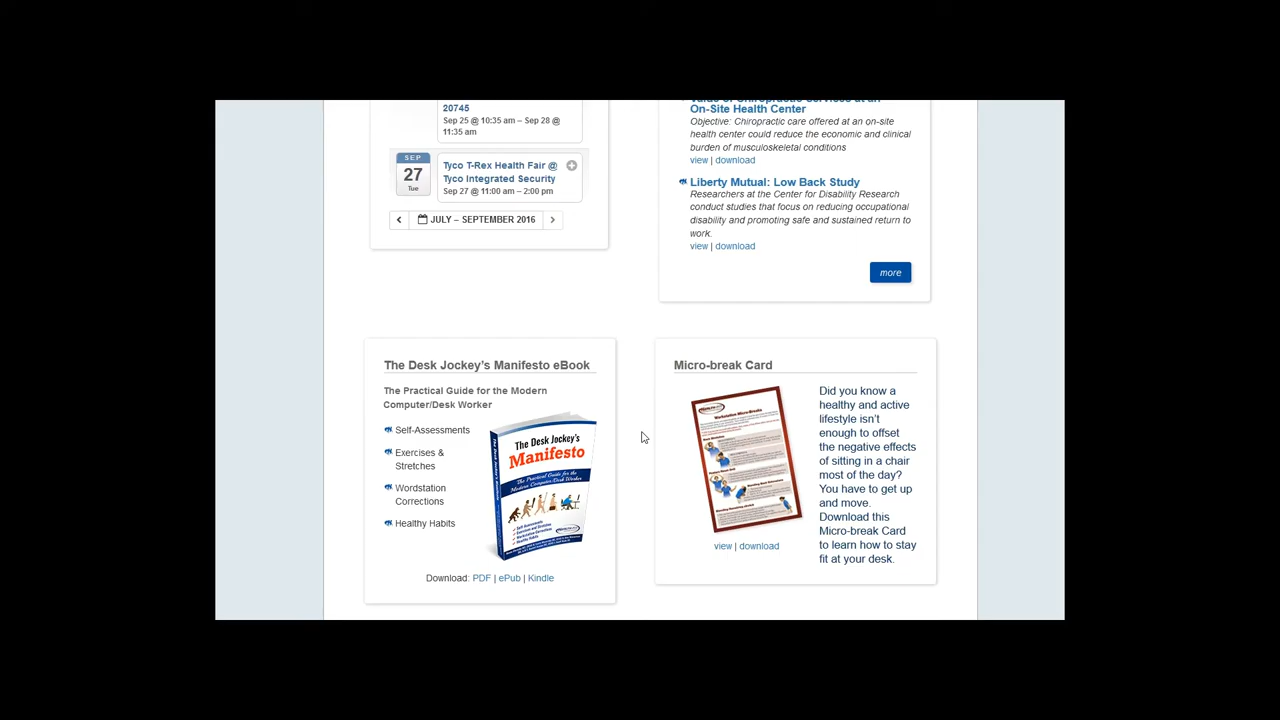 20745
Sep 25 @ 10:35 am – Sep 28 @
11:35 am
SEP
27
Tue
Tyco T-Rex Health Fair @
Tyco Integrated Security
Sep 27 @ 11:00 am – 2:00 pm
JULY – SEPTEMBER 2016
On-Site Health Center
Objective: Chiropractic care offered at an on-site
health center could reduce the economic and clinical
burden of musculoskeletal conditions
view | download
Liberty Mutual: Low Back Study
Researchers at the Center for Disability Research
conduct studies that focus on reducing occupational
disability and promoting safe and sustained return to
work.
view | download
more
The Desk Jockey's Manifesto eBook
The Practical Guide for the Modern
Computer/Desk Worker
Self-Assessments
Exercises &
Stretches
Wordstation
Corrections
Healthy Habits
The Desk Jockey's
Manifesto
The Practical Guide for the
Modern Computer/Desk Worker
Download: PDF | ePub | Kindle
Micro-break Card
Workstation Micro-Breaks
view | download
Did you know a
healthy and active
lifestyle isn't
enough to offset
the negative effects
of sitting in a chair
most of the day?
You have to get up
and move.
Download this
Micro-break Card
to learn how to stay
fit at your desk.